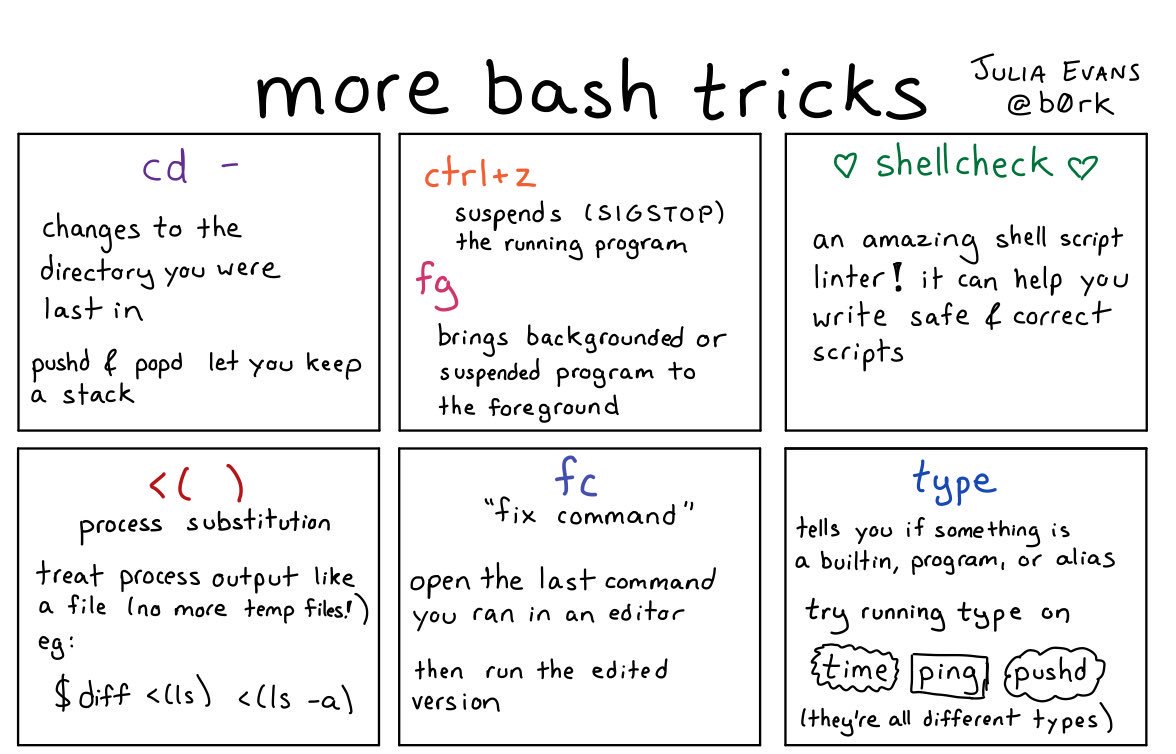 more bash tricks
JULIA EVANS
@b0rk
cd -
changes to the
directory you were
last in
pushd & popd let you keep
a stack
ctrl+z
suspends (SIGSTOP)
the running program
fg
brings backgrounded or
suspended program to
the foreground
♡ shellcheck ♡
an amazing shell script
linter! it can help you
write safe & correct
scripts
<( )
process substitution
treat process output like
a file (no more temp files!)
eg:
$ diff <(ls) <(ls -a)
fc
"fix command"
open the last command
you ran in an editor
then run the edited
version
type
tells you if something is
a builtin, program, or alias
try running type on
time ping pushd
(they're all different types)